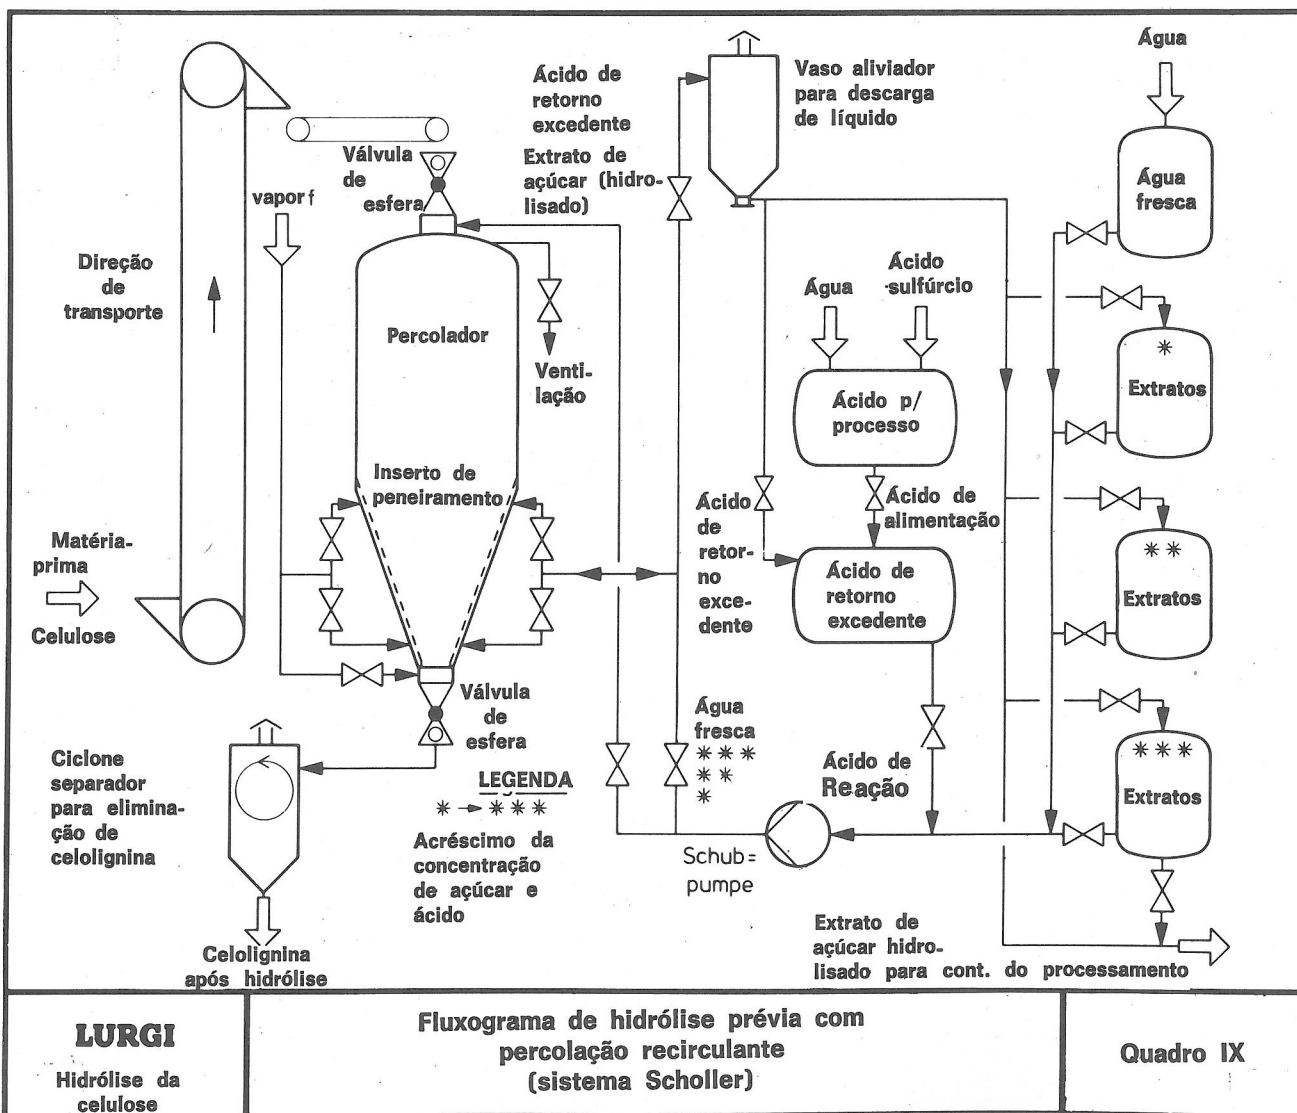 Água
Ácido de
retorno
excedente
Vaso aliviador
para descarga
de líquido
Válvula
de
esfera
Extrato de
açúcar (hidro-
lisado)
vapor f
Água
fresca
Direção
de
transporte
Água
Ácido
sulfúrcio
Percolador
Venti-
lação
Ácido p/
processo
✳
Extratos
Inserto de
peneiramento
Ácido
de
retor-
no
exce-
dente
Ácido de
alimentação
Matéria-
prima
Celulose
Ácido de
retorno
excedente
✳ ✳
Extratos
Válvula
de
esfera
Água
fresca
✳ ✳ ✳
✳ ✳
✳
Ácido de
Reação
✳ ✳ ✳
Extratos
Ciclone
separador
para elimina-
ção de
celolignina
LEGENDA
✳ → ✳ ✳ ✳
Acréscimo da
concentração
de açúcar e
ácido
Schub=
pumpe
Celolignina
após hidrólise
Extrato de
açúcar hidro-
lisado para cont. do processamento
LURGI
Hidrólise da
celulose
Fluxograma de hidrólise prévia com
percolação recirculante
(sistema Scholler)
Quadro IX